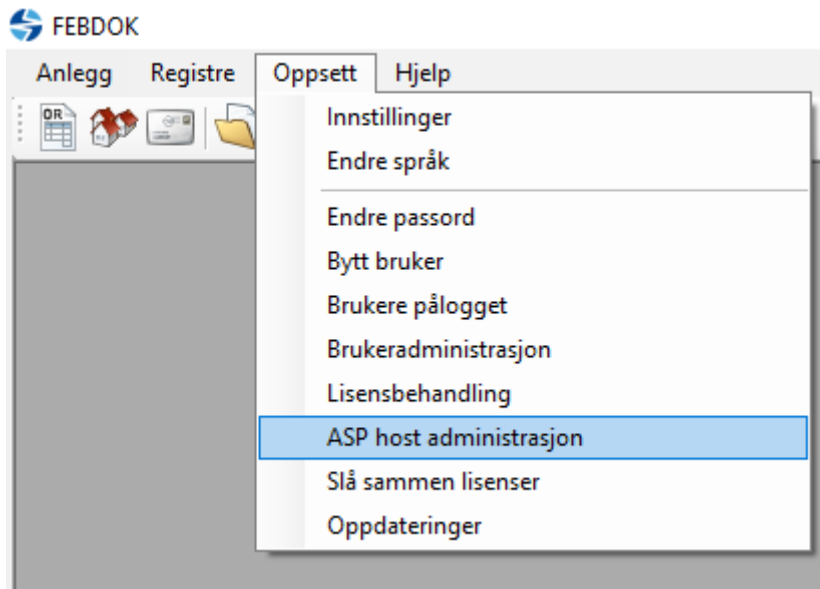 FEBDOK
Anlegg Registre Oppsett Hjelp
OR
Innstillinger
Endre språk
Endre passord
Bytt bruker
Brukere pålogget
Brukeradministrasjon
Lisensbehandling
ASP host administrasjon
Slå sammen lisenser
Oppdateringer